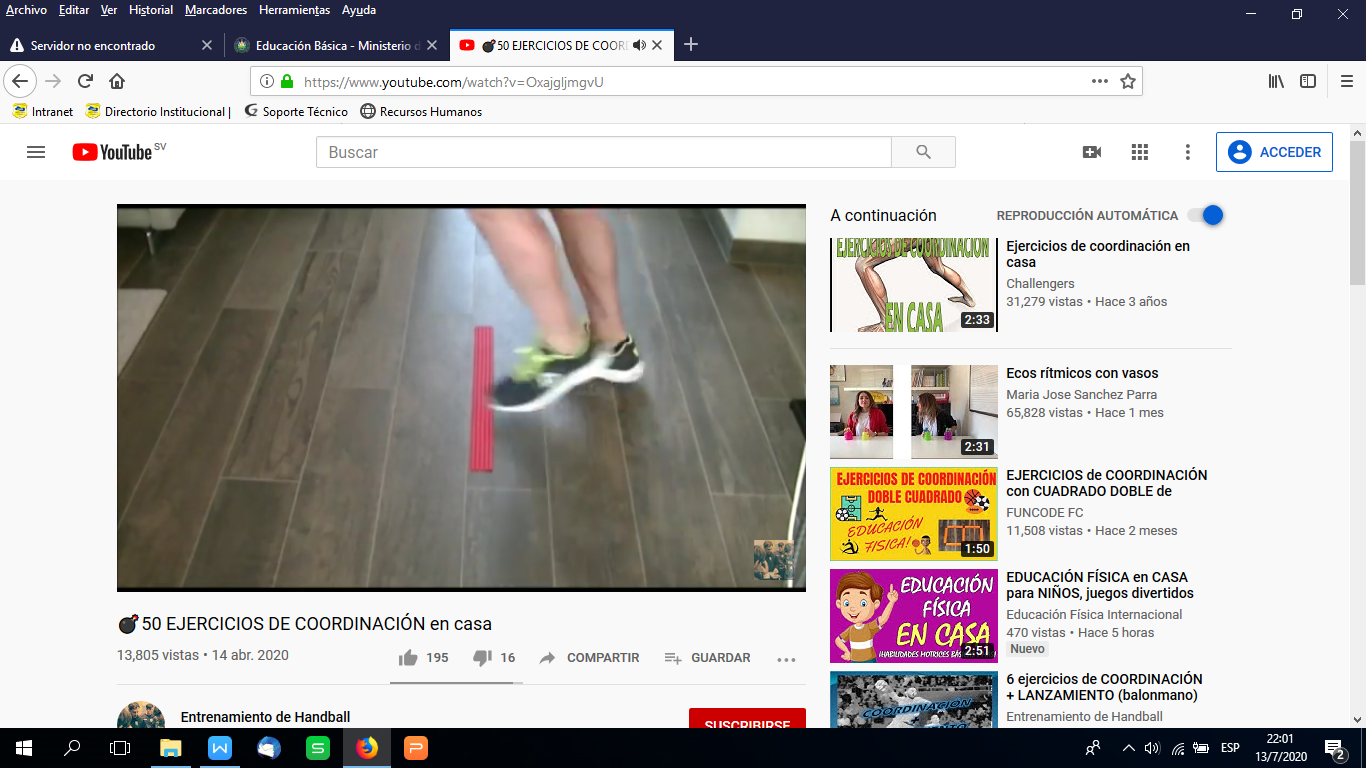 Archivo Editar Ver Historial Marcadores Herramientas Ayuda
Servidor no encontrado
Educación Básica - Ministerio d
50 EJERCICIOS DE COOR
https://www.youtube.com/watch?v=OxajgljmgvU
Intranet
Directorio Institucional |
Soporte Técnico
Recursos Humanos
YouTube SV
Buscar
ACCEDER
A continuación
REPRODUCCIÓN AUTOMÁTICA
EJERCICIOS DE COORDINACIÓN
EN CASA
2:33
Ejercicios de coordinación en
casa
Challengers
31,279 vistas • Hace 3 años
2:31
Ecos rítmicos con vasos
Maria Jose Sanchez Parra
65,828 vistas • Hace 1 mes
EJERCICIOS DE COORDINACIÓN
DOBLE CUADRADO
EDUCACIÓN
FISICA!
1:50
EJERCICIOS de COORDINACIÓN
con CUADRADO DOBLE de
FUNCODE FC
11,508 vistas • Hace 2 meses
EDUCACIÓN
FÍSICA
EN CASA
2:51
EDUCACIÓN FÍSICA en CASA
para NIÑOS, juegos divertidos
Educación Física Internacional
470 vistas • Hace 5 horas
Nuevo
COORDINACIÓN
6 ejercicios de COORDINACIÓN
+ LANZAMIENTO (balonmano)
Entrenamiento de Handball
50 EJERCICIOS DE COORDINACIÓN en casa
13,805 vistas • 14 abr. 2020
195
16
COMPARTIR
GUARDAR
Entrenamiento de Handball
SUSCRIBIRSE
W
S
P
ESP
22:01
13/7/2020
2